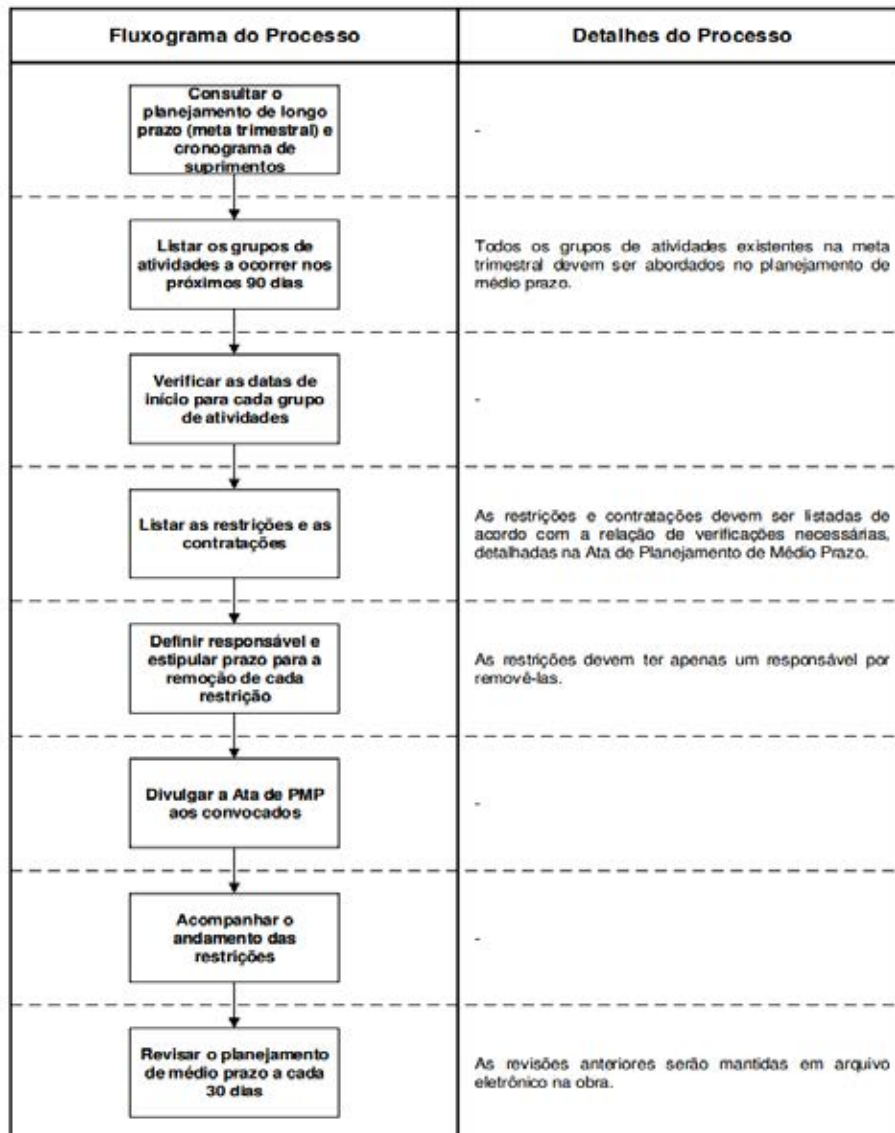 Fluxograma do Processo
Detalhes do Processo
Consultar o
planejamento de longo
prazo (meta trimestral) e
cronograma de
suprimentos
-
Listar os grupos de
atividades a ocorrer nos
próximos 90 dias
Todos os grupos de atividades existentes na meta
trimestral devem ser abordados no planejamento de
médio prazo.
Verificar as datas de
início para cada grupo
de atividades
-
Listar as restrições e as
contratações
As restrições e contratações devem ser listadas de
acordo com a relação de verificações necessárias,
detalhadas na Ata de Planejamento de Médio Prazo.
Definir responsável e
estipular prazo para a
remoção de cada
restrição
As restrições devem ter apenas um responsável por
removê-las.
Divulgar a Ata de PMP
aos convocados
-
Acompanhar o
andamento das
restrições
-
Revisar o planejamento
de médio prazo a cada
30 dias
As revisões anteriores serão mantidas em arquivo
eletrônico na obra.